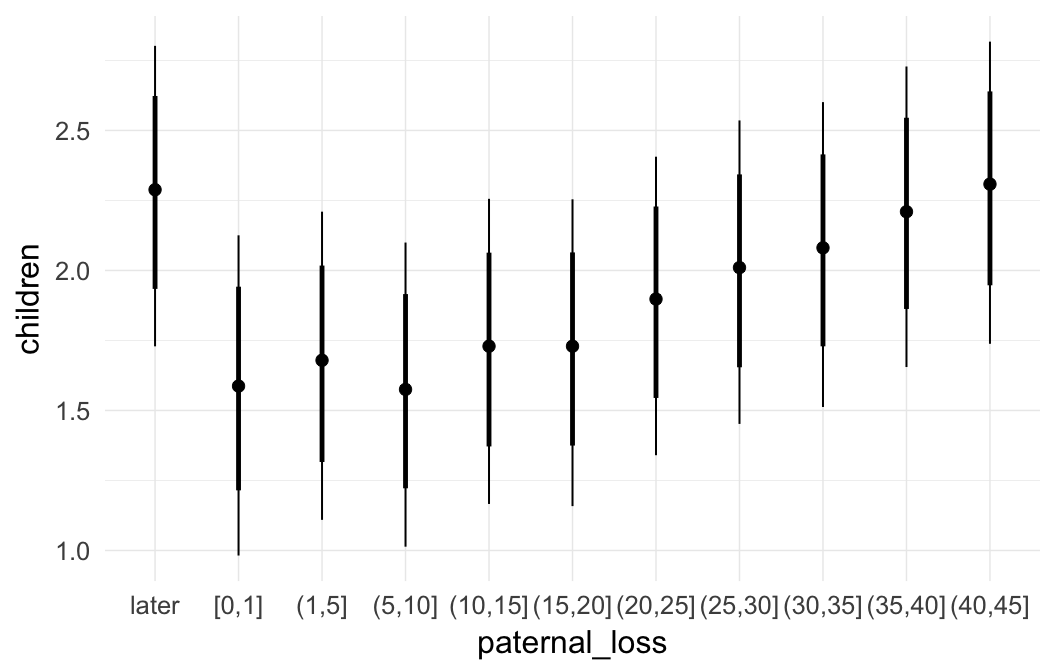 children
2.5
2.0
1.5
1.0
later [0,1] (1,5] (5,10] (10,15] (15,20] (20,25] (25,30] (30,35] (35,40] (40,45]
paternal_loss